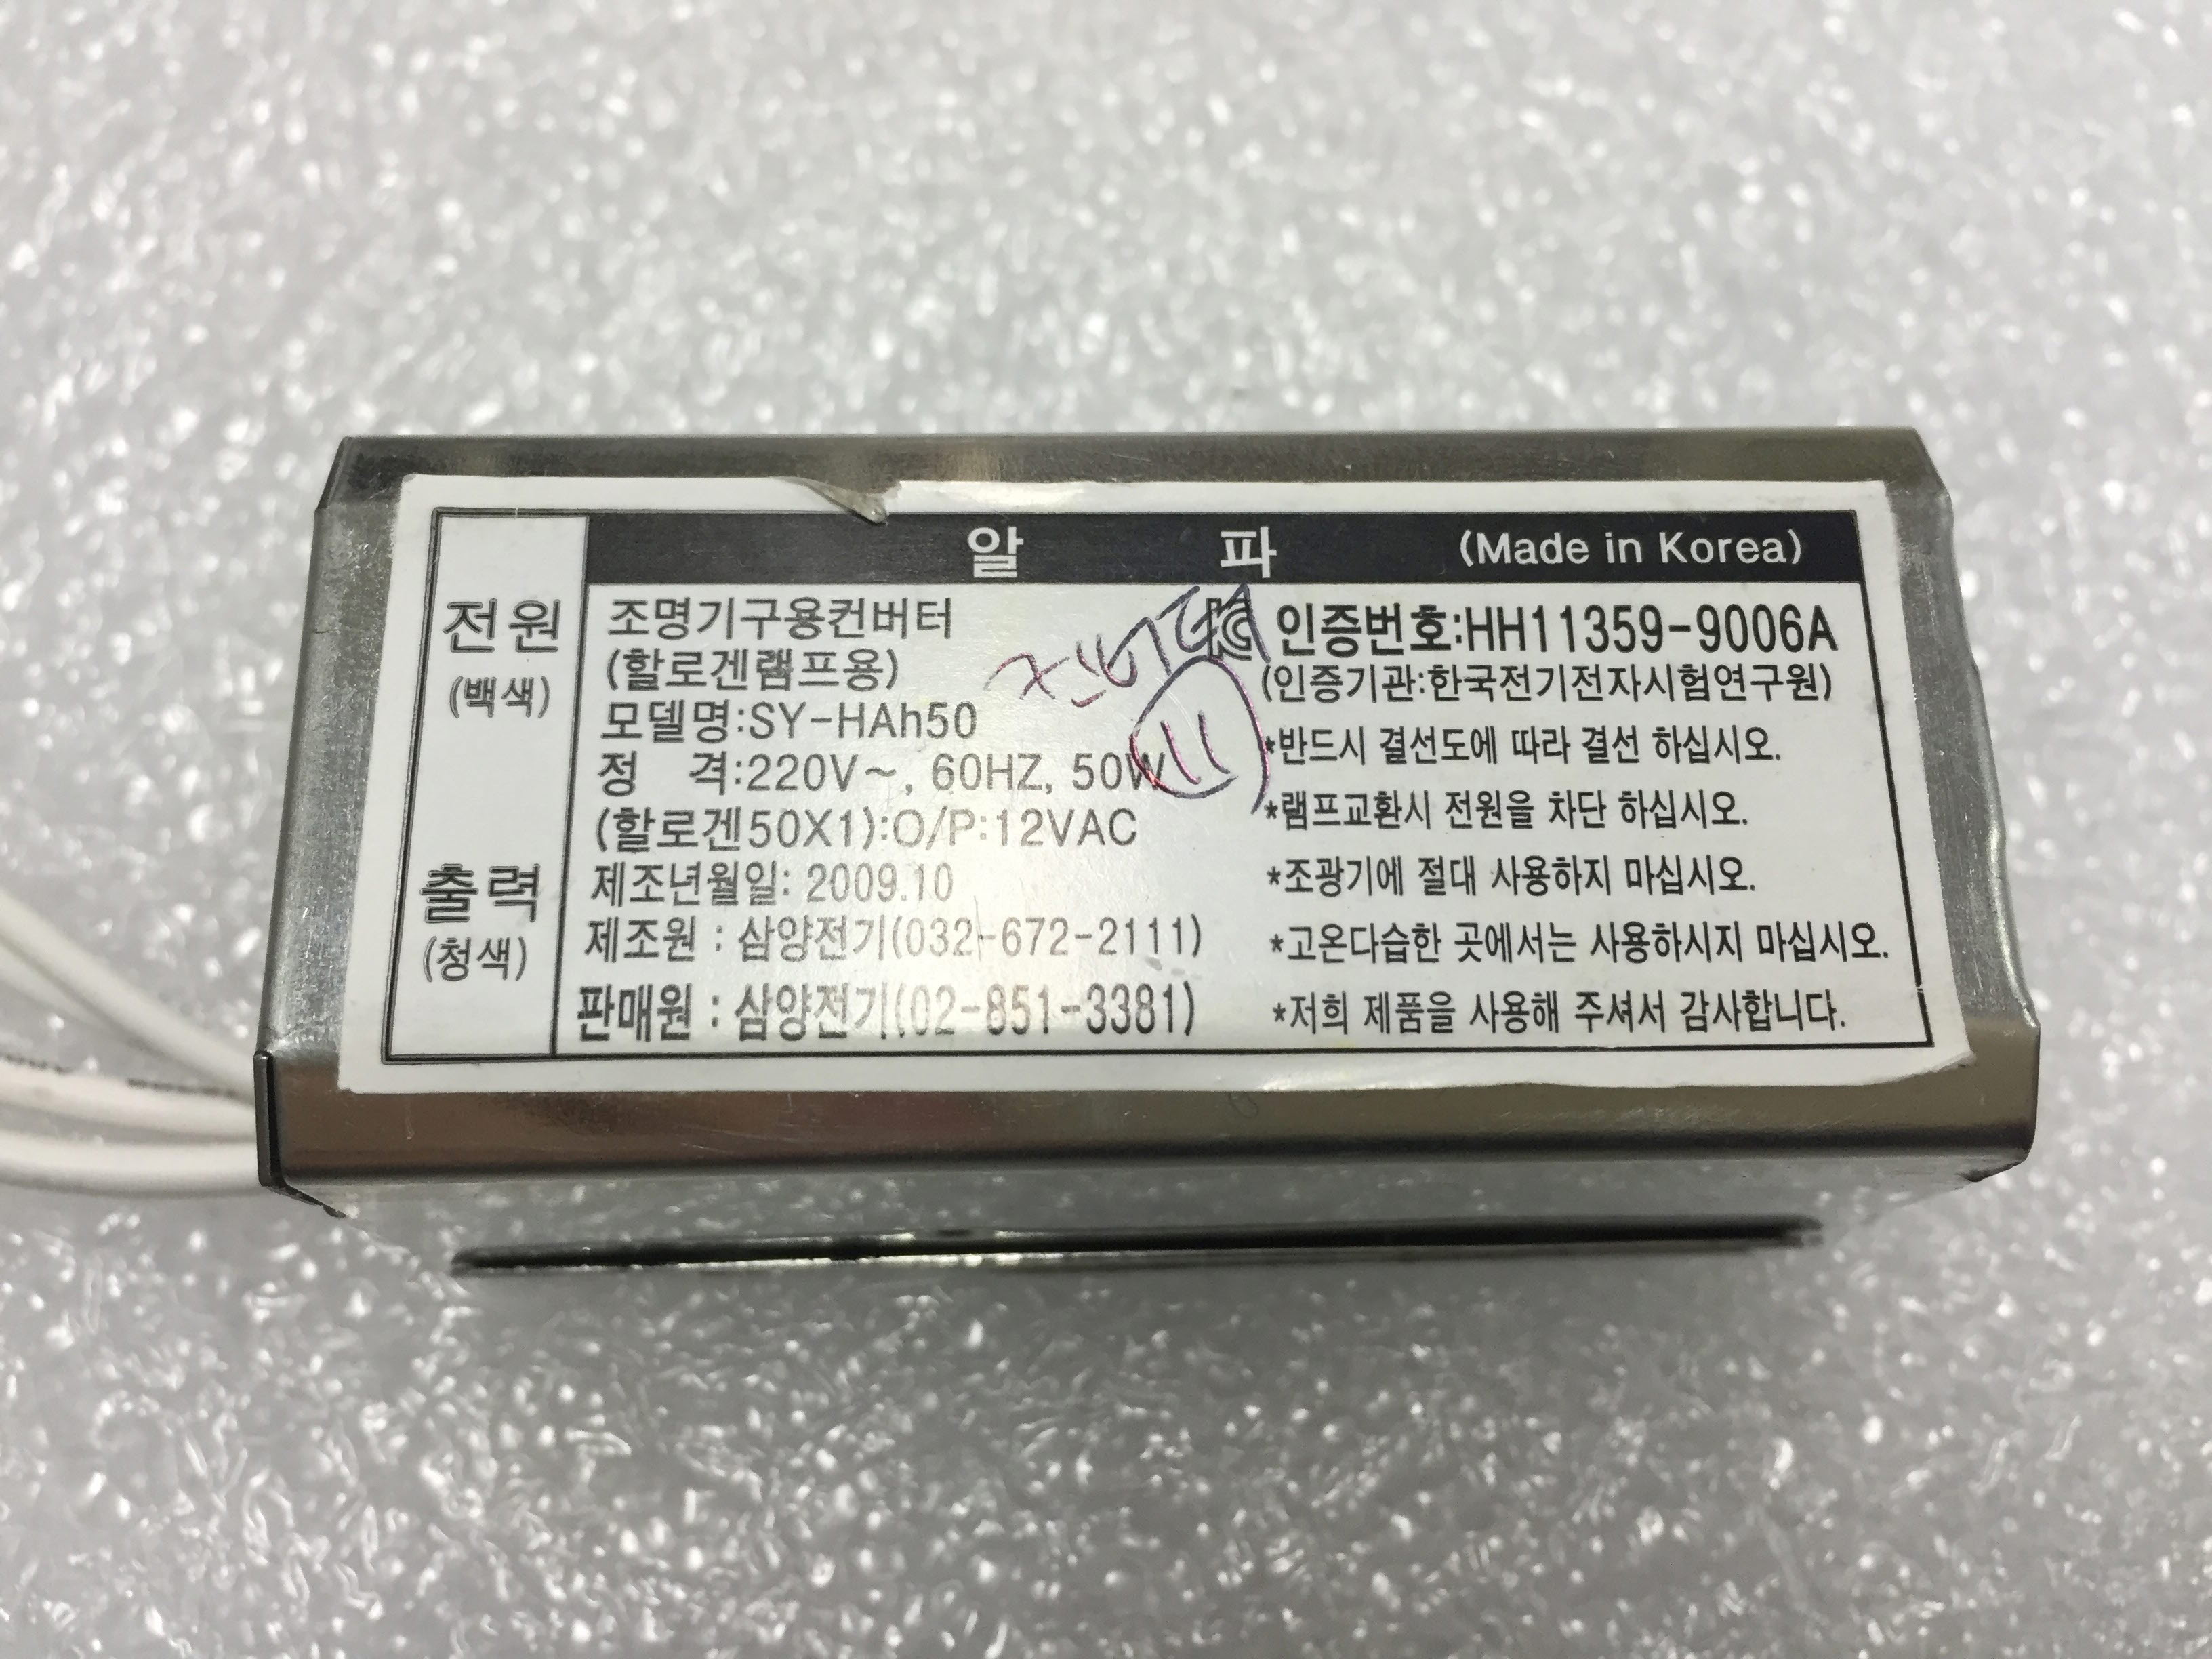 알 파 (Made in Korea)
전원
(백색)
출력
(청색)
조명기구용컨버터
(할로겐램프용)
모델명:SY-HAh50
정 격:220V~, 60HZ, 50W
(할로겐50X1):O/P:12VAC
제조년월일: 2009.10
제조원 : 삼양전기(032-672-2111)
판매원 : 삼양전기(02-851-3381)
11
KC 인증번호:HH11359-9006A
(인증기관:한국전기전자시험연구원)
*반드시 결선도에 따라 결선 하십시오.
*램프교환시 전원을 차단 하십시오.
*조광기에 절대 사용하지 마십시오.
*고온다습한 곳에서는 사용하시지 마십시오.
*저희 제품을 사용해 주셔서 감사합니다.